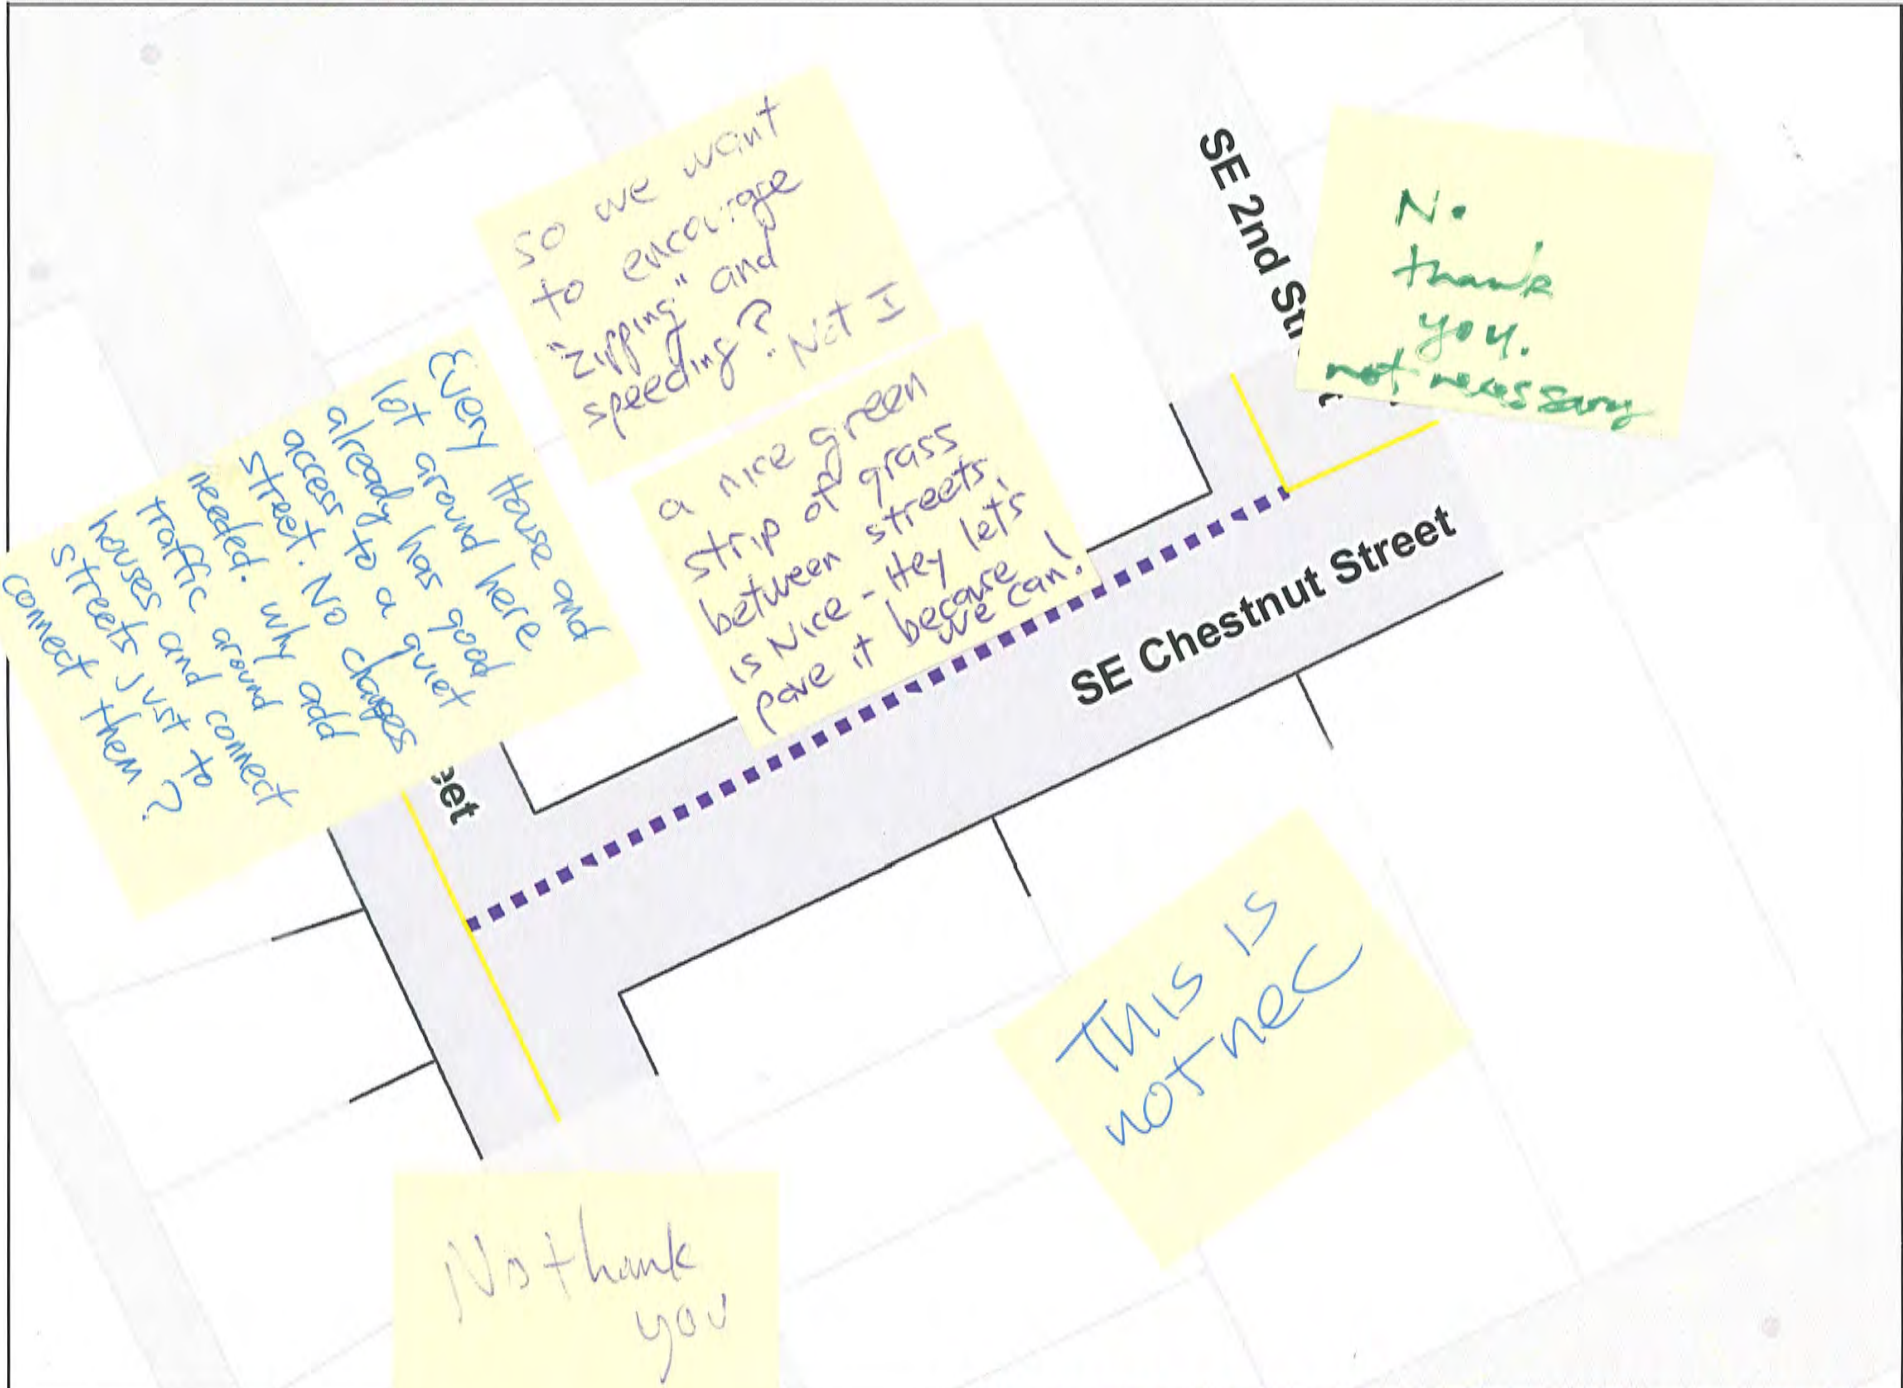 so we want
to encourage
"zipping" and
speeding? Not I
SE 2nd Str
No
thank
you.
not necessary
Every House and
lot around here
already has good
access to a quiet
street. No changes
needed. why add
traffic around
houses and connect
streets just to
connect them?
a nice green
strip of grass
between streets,
is Nice - Hey let's
pave it because
we can!
SE Chestnut Street
eet
This is
not nec
No thank
you